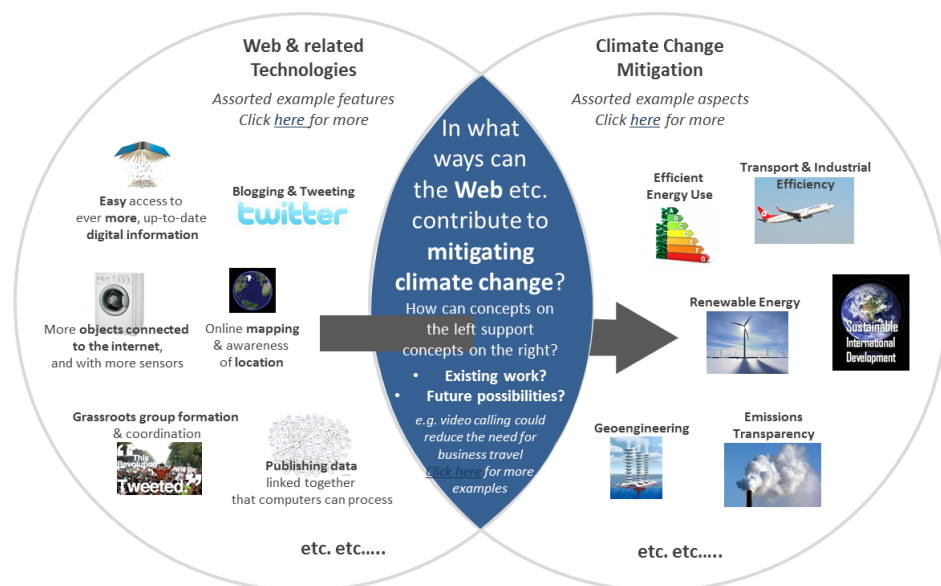 Web & related
Technologies
Assorted example features
Click here for more
Easy access to
ever more, up-to-date
digital information
Blogging & Tweeting
twitter
More objects connected
to the internet,
and with more sensors
Online mapping
& awareness
of location
Grassroots group formation
& coordination
"This
Revolution
Will Be
Tweeted"
Publishing data
linked together
that computers can process
etc. etc.….
In what
ways can
the Web etc.
contribute to
mitigating
climate change?
How can concepts on
the left support
concepts on the right?
• Existing work?
• Future possibilities?
e.g. video calling could
reduce the need for
business travel
Click here for more
examples
Climate Change
Mitigation
Assorted example aspects
Click here for more
Efficient
Energy Use
Transport & Industrial
Efficiency
Renewable Energy
Sustainable
International
Development
Geoengineering
Emissions
Transparency
etc. etc.….